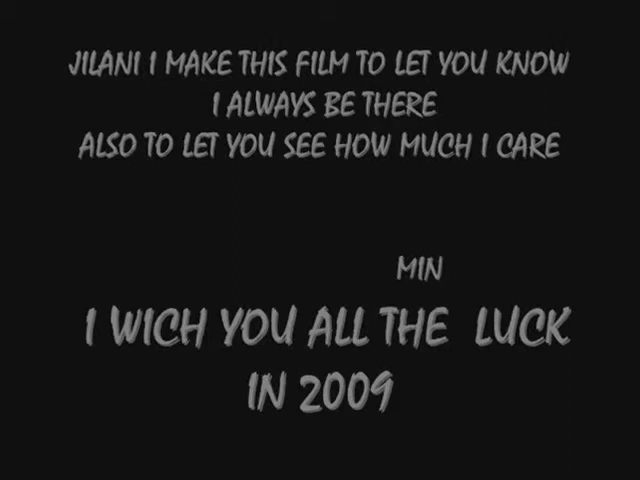 JILANI I MAKE THIS FILM TO LET YOU KNOW
I ALWAYS BE THERE
ALSO TO LET YOU SEE HOW MUCH I CARE
MIN
I WICH YOU ALL THE LUCK
IN 2009